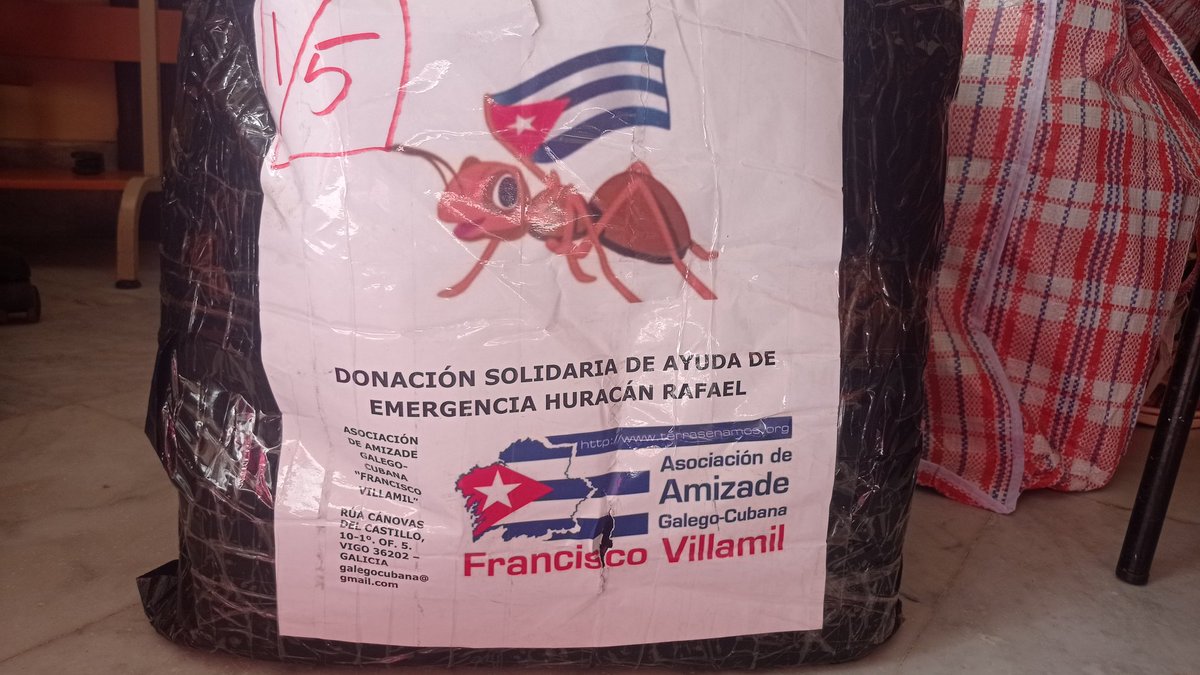 1/5
DONACIÓN SOLIDARIA DE AYUDA DE
EMERGENCIA HURACÁN RAFAEL
ASOCIACIÓN
DE AMIZADE
GALEGO-
CUBANA
"FRANCISCO
VILLAMIL"
RÚA CÁNOVAS
DEL CASTILLO,
10-1º. OF. 5.
VIGO 36202 –
GALICIA
galegocubana@
gmail.com
http://www.terrasenamos.org
Asociación de
Amizade
Galego-Cubana
Francisco Villamil